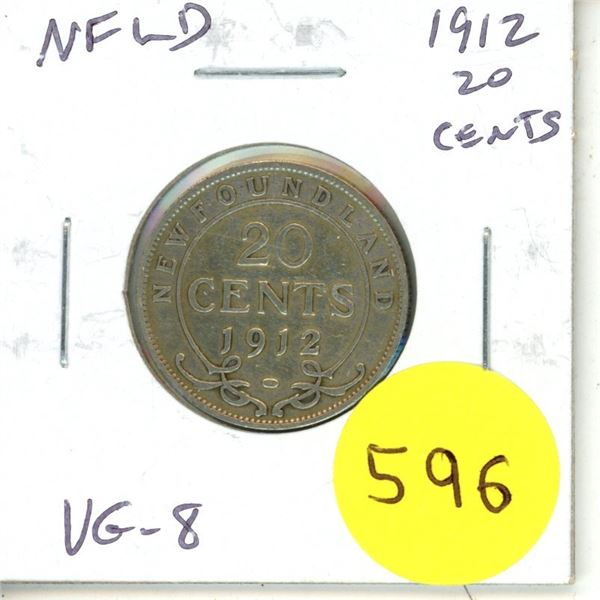 NFLD
1912
20
CENTS
NEWFOUNDLAND
20
CENTS
1912
596
VG-8